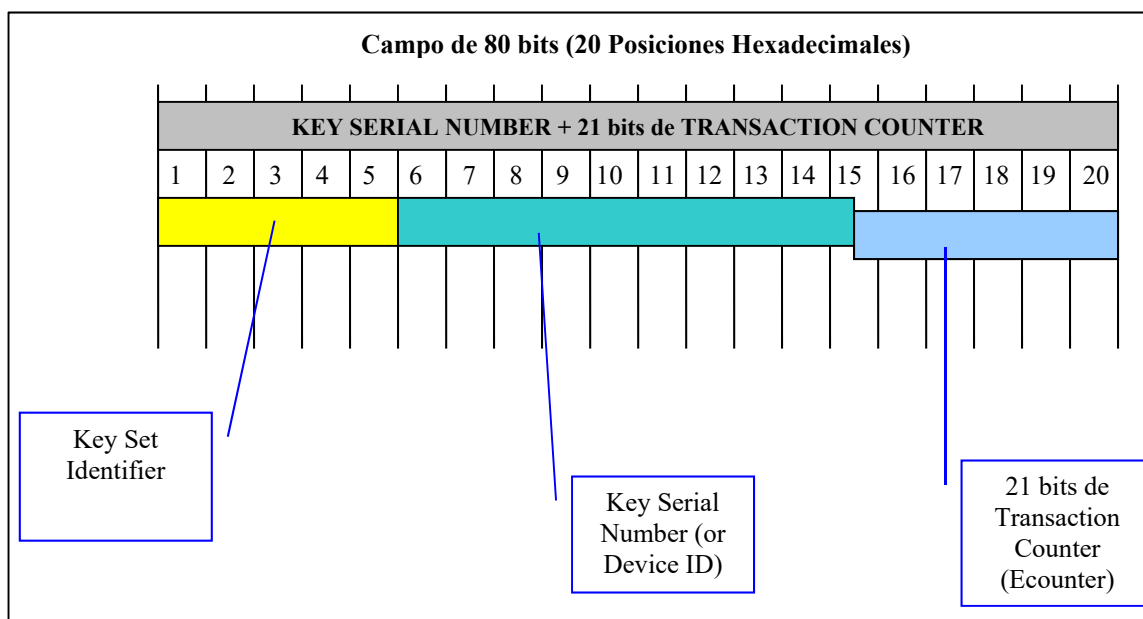 Campo de 80 bits (20 Posiciones Hexadecimales)
KEY SERIAL NUMBER + 21 bits de TRANSACTION COUNTER
1 2 3 4 5 6 7 8 9 10 11 12 13 14 15 16 17 18 19 20
Key Set
Identifier
Key Serial
Number (or
Device ID)
21 bits de
Transaction
Counter
(Ecounter)